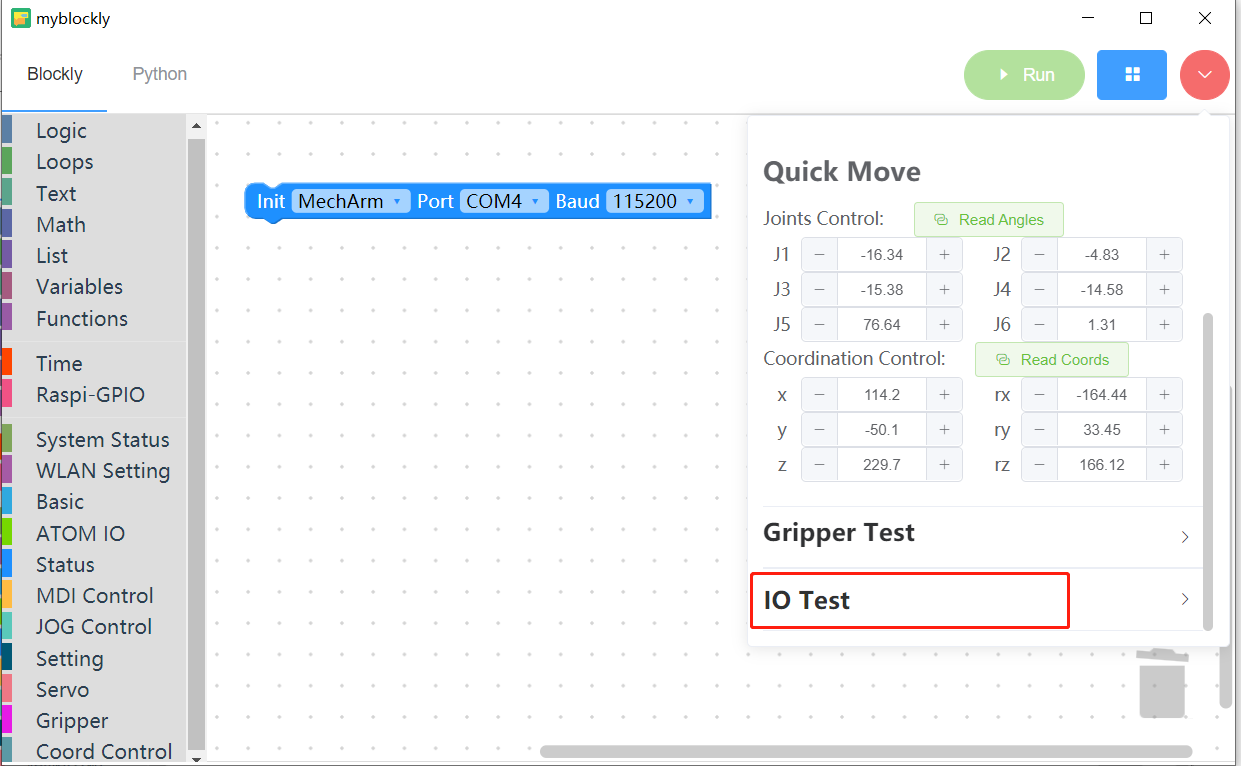 myblockly
Blockly Python Run
Logic
Loops
Text
Math
List
Variables
Functions
Time
Raspi-GPIO
System Status
WLAN Setting
Basic
ATOM IO
Status
MDI Control
JOG Control
Setting
Servo
Gripper
Coord Control
Init MechArm Port COM4 Baud 115200
Quick Move
Joints Control: Read Angles
J1 − -16.34 + J2 − -4.83 +
J3 − -15.38 + J4 − -14.58 +
J5 − 76.64 + J6 − 1.31 +
Coordination Control: Read Coords
x − 114.2 + rx − -164.44 +
y − -50.1 + ry − 33.45 +
z − 229.7 + rz − 166.12 +
Gripper Test
IO Test